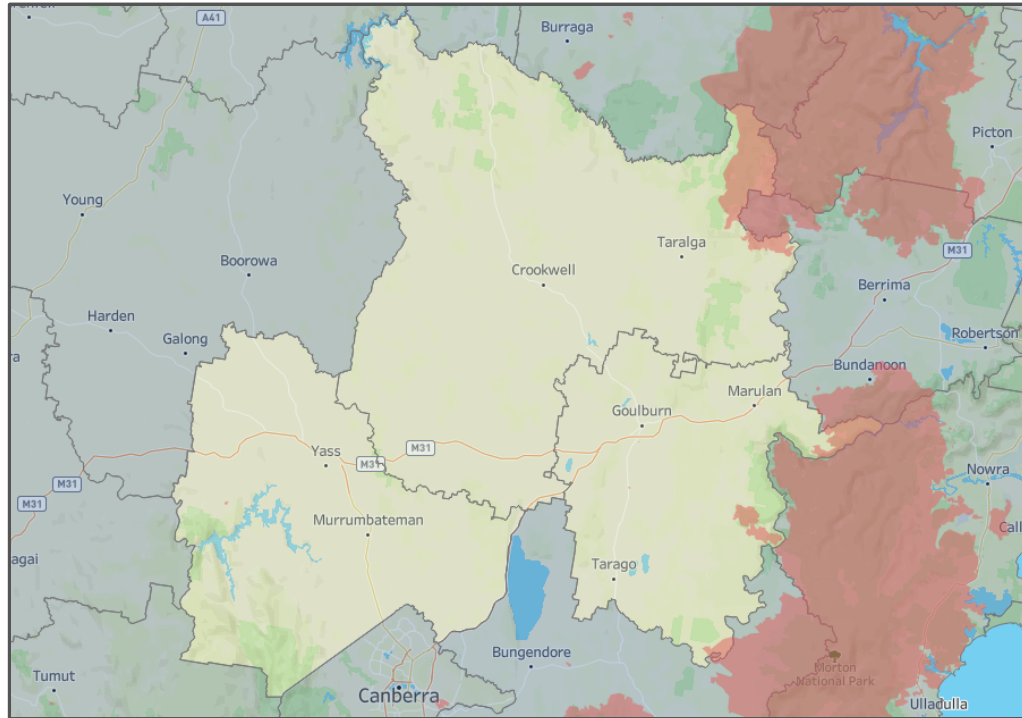 A41
Burraga
Picton
Young
Taralga
M31
Boorowa
Crookwell
Berrima
Harden
Galong
Robertson
Bundanoon
Marulan
Goulburn
Yass
M31
M31
M31
M31
Nowra
Murrumbateman
Tarago
Bungendore
Morton
National Park
Tumut
Canberra
Ulladulla